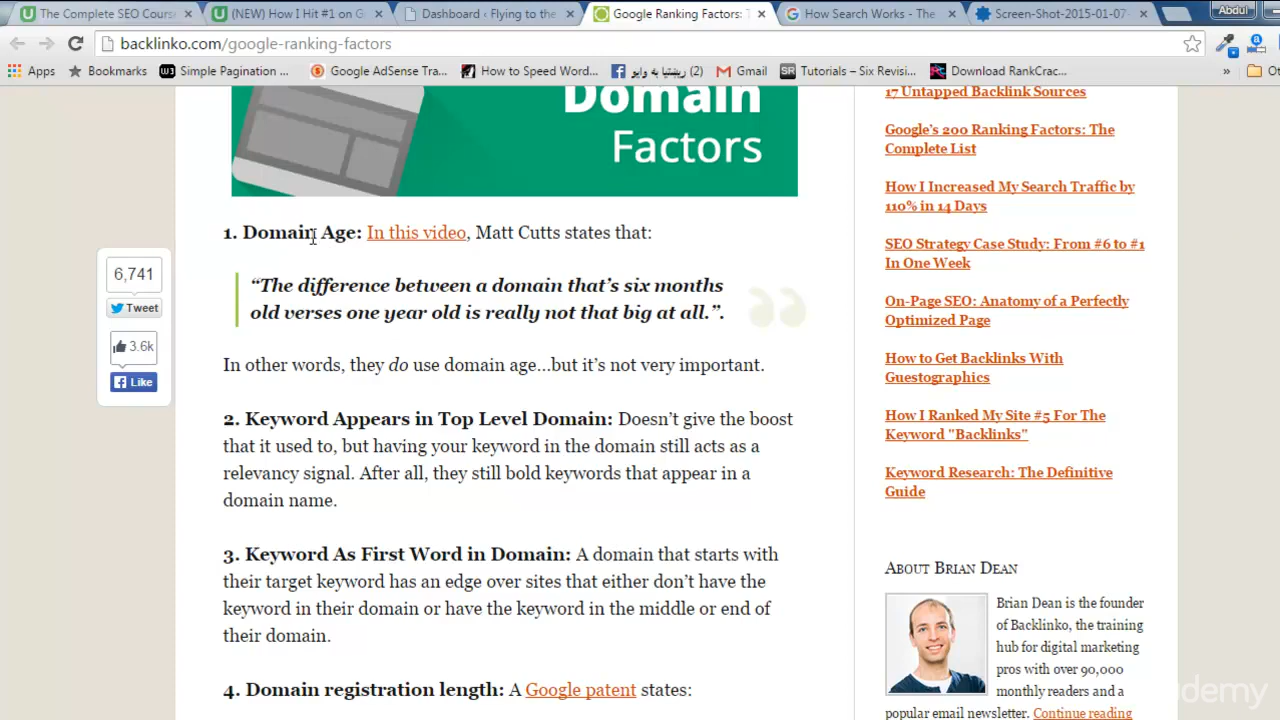 The Complete SEO Cours
(NEW) How I Hit #1 on G
Dashboard ‹ Flying to the
Google Ranking Factors: T
How Search Works - The
Screen-Shot-2015-01-07-
Abdul
backlinko.com/google-ranking-factors
Apps
Bookmarks
Simple Pagination ...
Google AdSense Tra...
How to Speed Word...
(2) ريښتیا به وايو
Gmail
Tutorials – Six Revisi...
Download RankCrac...
»
Ot
Domain
Factors
1. Domain Age: In this video, Matt Cutts states that:
“The difference between a domain that’s six months
old verses one year old is really not that big at all.”.
In other words, they do use domain age…but it’s not very important.
2. Keyword Appears in Top Level Domain: Doesn’t give the boost
that it used to, but having your keyword in the domain still acts as a
relevancy signal. After all, they still bold keywords that appear in a
domain name.
3. Keyword As First Word in Domain: A domain that starts with
their target keyword has an edge over sites that either don’t have the
keyword in their domain or have the keyword in the middle or end of
their domain.
4. Domain registration length: A Google patent states:
6,741
Tweet
3.6k
Like
17 Untapped Backlink Sources
Google’s 200 Ranking Factors: The
Complete List
How I Increased My Search Traffic by
110% in 14 Days
SEO Strategy Case Study: From #6 to #1
In One Week
On-Page SEO: Anatomy of a Perfectly
Optimized Page
How to Get Backlinks With
Guestographics
How I Ranked My Site #5 For The
Keyword "Backlinks"
Keyword Research: The Definitive
Guide
About Brian Dean
Brian Dean is the founder
of Backlinko, the training
hub for digital marketing
pros with over 90,000
monthly readers and a
popular email newsletter. Continue reading
udemy